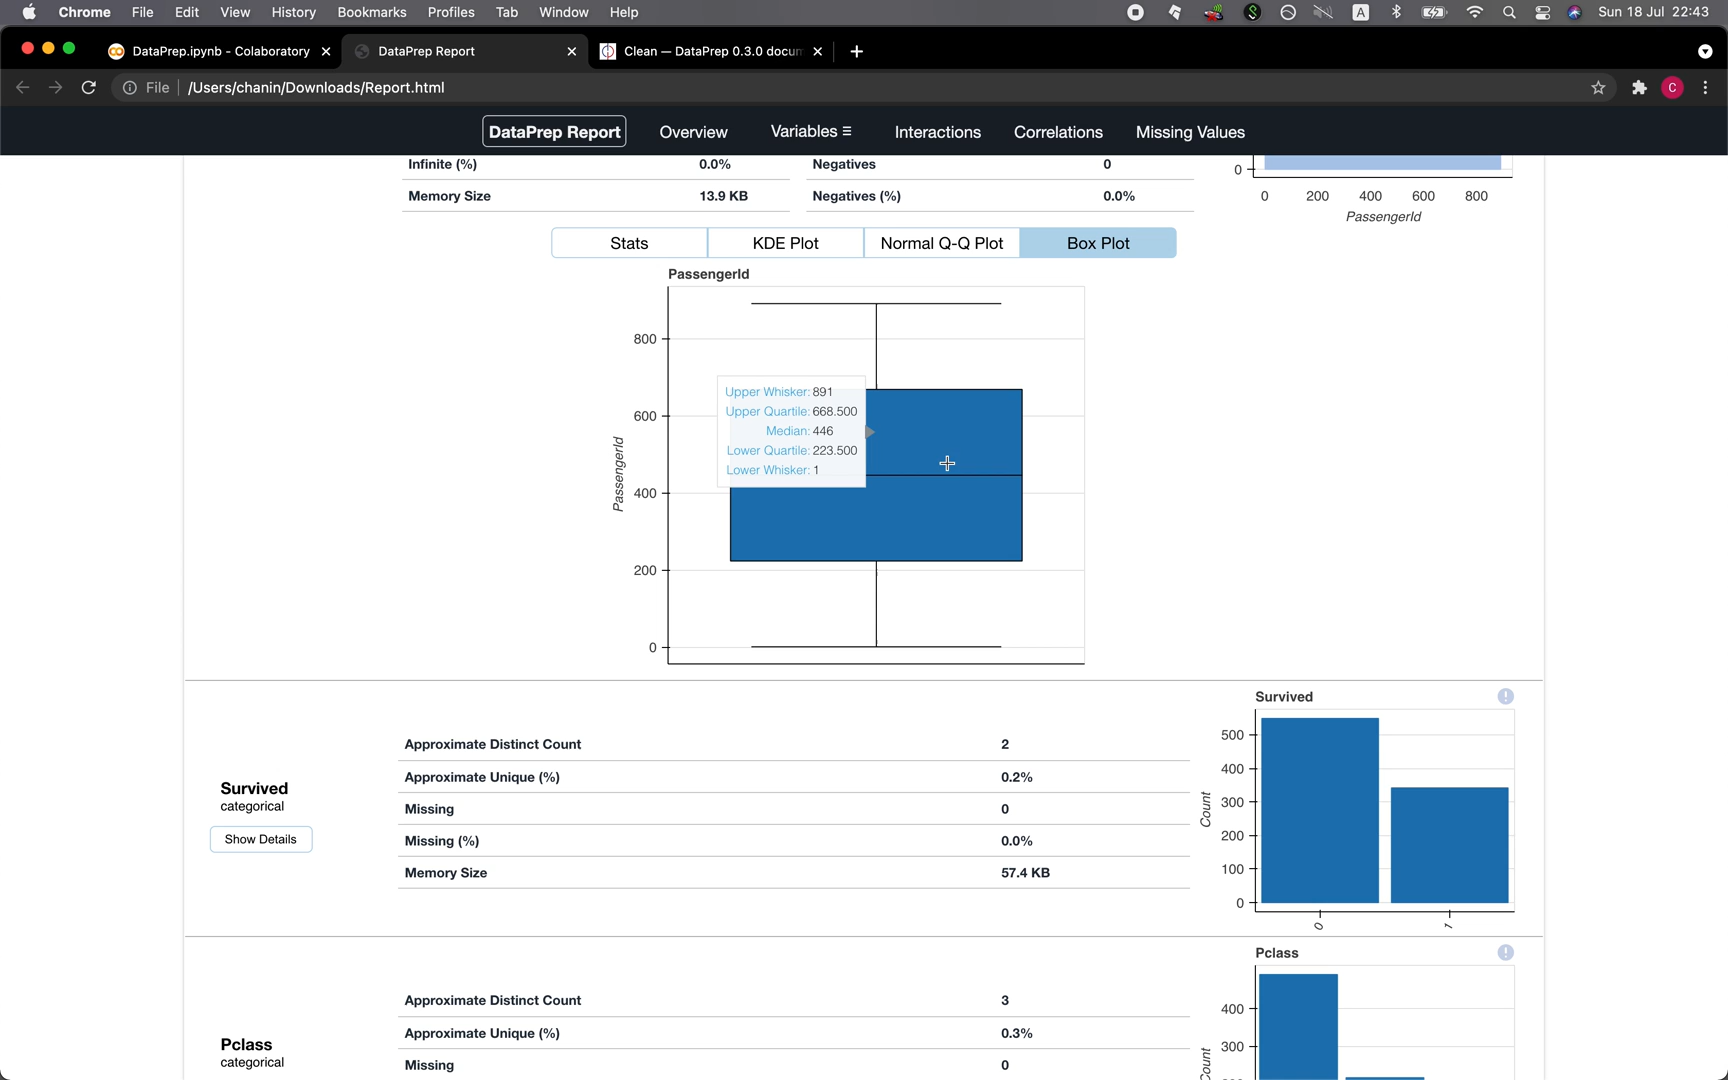 Chrome File Edit View History Bookmarks Profiles Tab Window Help A Sun 18 Jul 22:43
DataPrep.ipynb - Colaboratory DataPrep Report Clean — DataPrep 0.3.0 docum
File /Users/chanin/Downloads/Report.html C
DataPrep Report Overview Variables Interactions Correlations Missing Values
Infinite (%) 0.0% Negatives 0
Memory Size 13.9 KB Negatives (%) 0.0%
0
0 200 400 600 800
PassengerId
Stats KDE Plot Normal Q-Q Plot Box Plot
PassengerId
800
600
400
200
0
PassengerId
Upper Whisker: 891
Upper Quartile: 668.500
Median: 446
Lower Quartile: 223.500
Lower Whisker: 1
Survived
categorical
Show Details
Approximate Distinct Count 2
Approximate Unique (%) 0.2%
Missing 0
Missing (%) 0.0%
Memory Size 57.4 KB
Survived
!
500
400
300
200
100
0
Count
0 1
Pclass
categorical
Approximate Distinct Count 3
Approximate Unique (%) 0.3%
Missing 0
Pclass
!
400
300